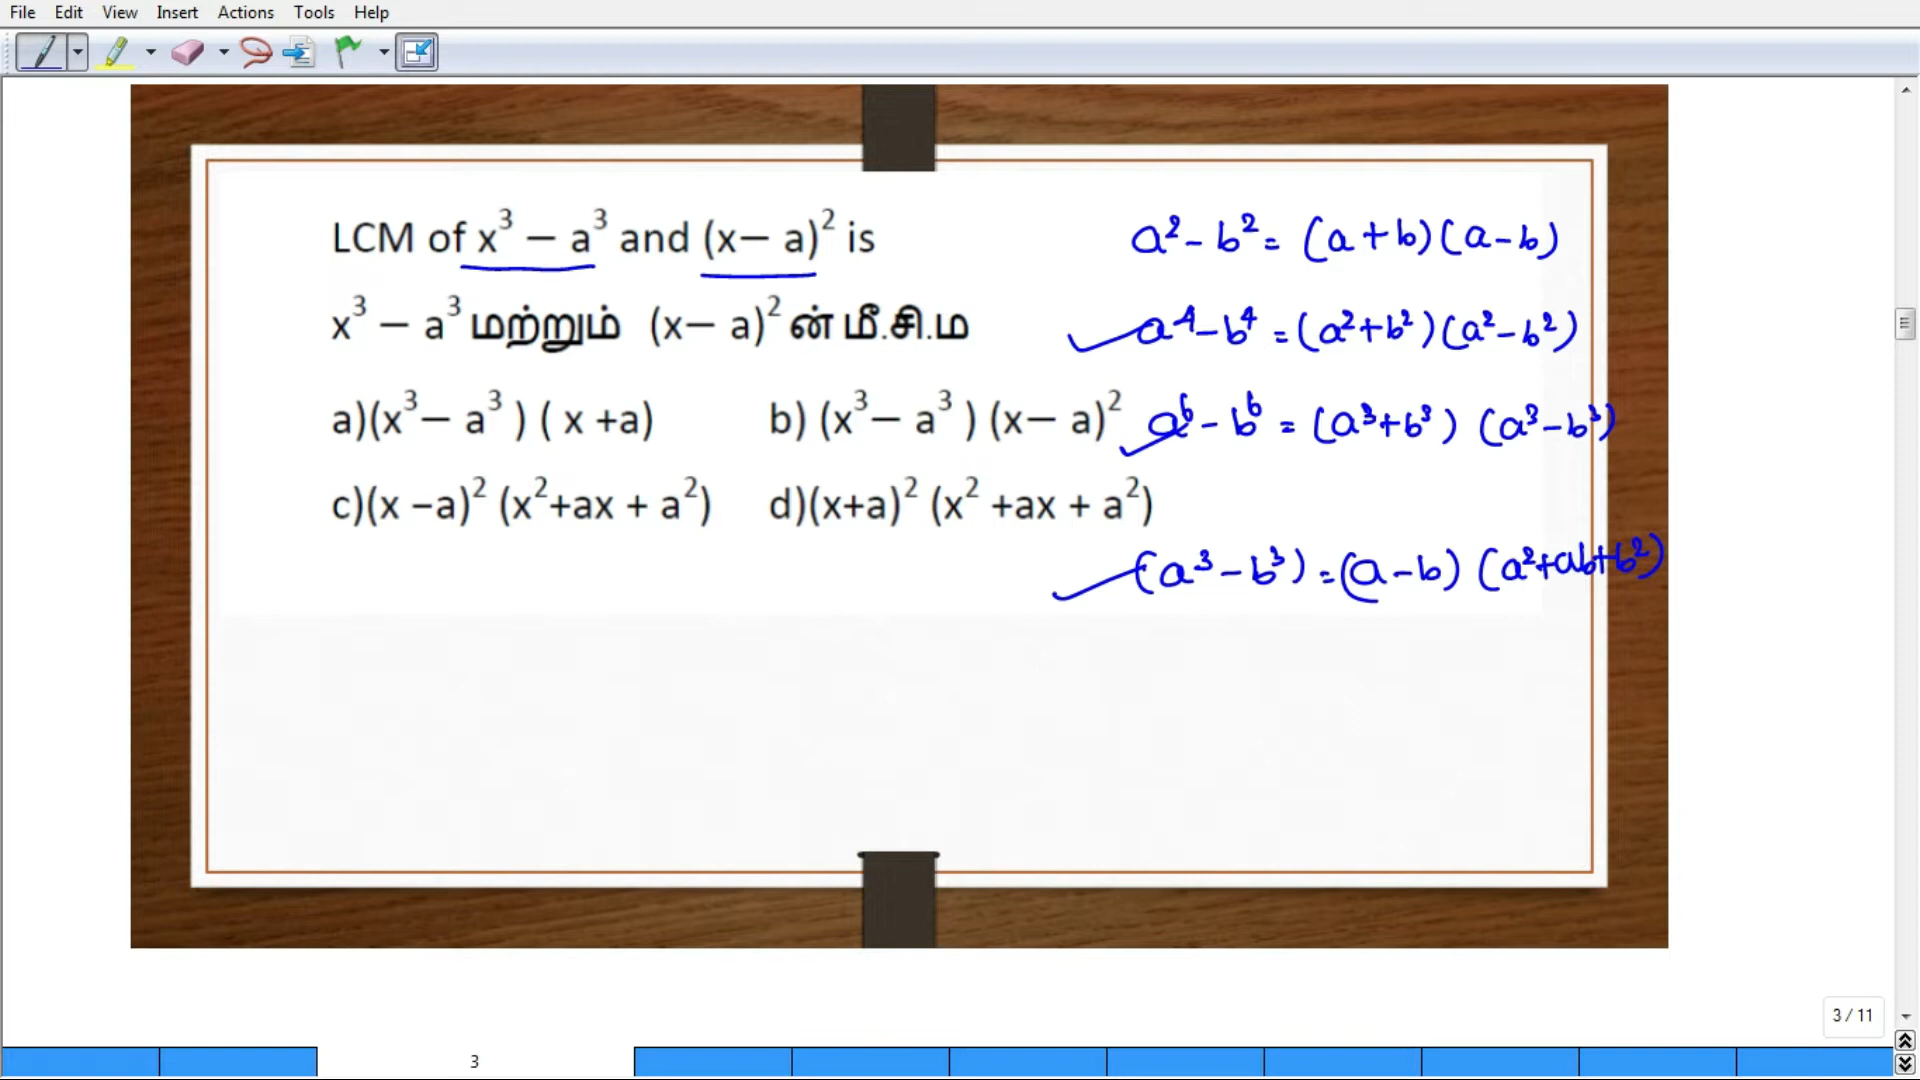 File Edit View Insert Actions Tools Help
LCM of x³ – a³ and (x– a)² is
x³ – a³ மற்றும் (x– a)² ன் மீ.சி.ம
a)(x³– a³ ) ( x +a) b) (x³– a³ ) (x– a)²
c)(x –a)² (x²+ax + a²) d)(x+a)² (x² +ax + a²)
a² – b² = (a + b) (a – b)
a⁴ – b⁴ = (a² + b²) (a² – b²)
a⁶ – b⁶ = (a³ + b³) (a³ – b³)
(a³ – b³) = (a – b) (a² + ab + b²)
3 / 11
3